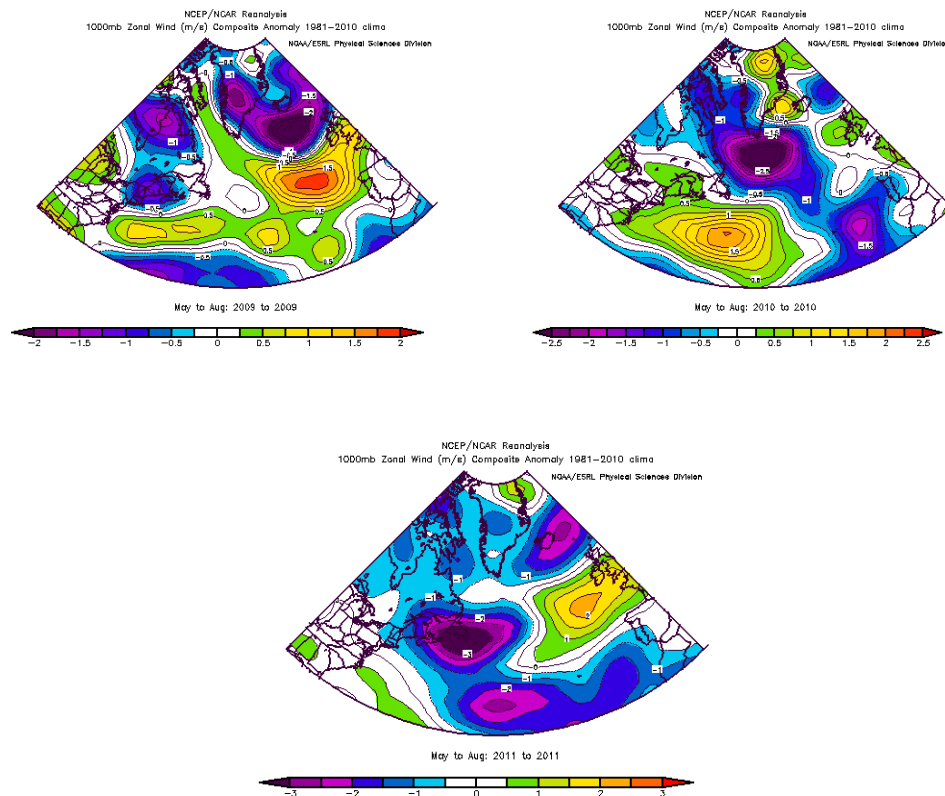 NCEP/NCAR Reanalysis
1000mb Zonal Wind (m/s) Composite Anomaly 1981-2010 clima
NOAA/ESRL Physical Sciences Division
May to Aug: 2009 to 2009
-2 -1.5 -1 -0.5 0 0.5 1 1.5 2
NCEP/NCAR Reanalysis
1000mb Zonal Wind (m/s) Composite Anomaly 1981-2010 clima
NOAA/ESRL Physical Sciences Division
May to Aug: 2010 to 2010
-2.5 -2 -1.5 -1 -0.5 0 0.5 1 1.5 2 2.5
NCEP/NCAR Reanalysis
1000mb Zonal Wind (m/s) Composite Anomaly 1981-2010 clima
NOAA/ESRL Physical Sciences Division
May to Aug: 2011 to 2011
-3 -2 -1 0 1 2 3